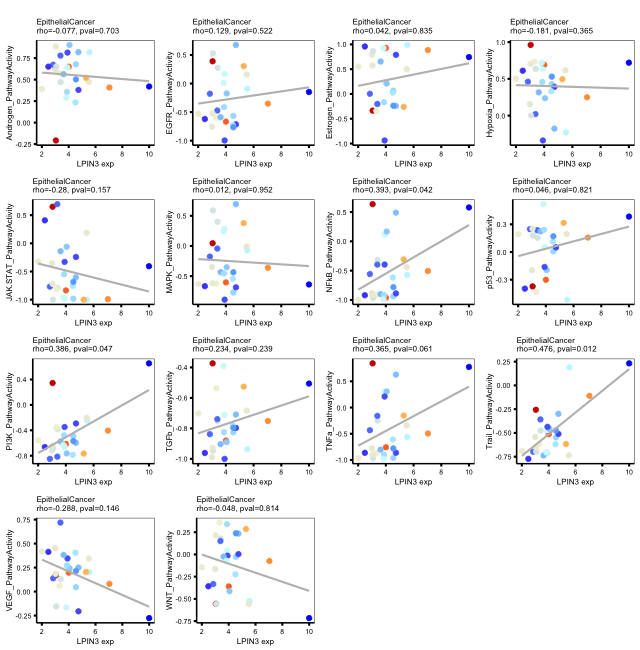 EpithelialCancer
rho=-0.077, pval=0.703
Androgen_PathwayActivity
0.75
0.50
0.25
0.00
-0.25
2 4 6 8 10
LPIN3 exp
EpithelialCancer
rho=0.129, pval=0.522
EGFR_PathwayActivity
0.5
0.0
-0.5
-1.0
2 4 6 8 10
LPIN3 exp
EpithelialCancer
rho=0.042, pval=0.835
Estrogen_PathwayActivity
1.0
0.5
0.0
-0.5
-1.0
2 4 6 8 10
LPIN3 exp
EpithelialCancer
rho=-0.181, pval=0.365
Hypoxia_PathwayActivity
1.0
0.5
0.0
2 4 6 8 10
LPIN3 exp
EpithelialCancer
rho=-0.28, pval=0.157
JAK-STAT_PathwayActivity
0.5
0.0
-0.5
-1.0
2 4 6 8 10
LPIN3 exp
EpithelialCancer
rho=0.012, pval=0.952
MAPK_PathwayActivity
0.5
0.0
-0.5
2 4 6 8 10
LPIN3 exp
EpithelialCancer
rho=0.393, pval=0.042
NFkB_PathwayActivity
0.5
0.0
-0.5
-1.0
2 4 6 8 10
LPIN3 exp
EpithelialCancer
rho=0.046, pval=0.821
p53_PathwayActivity
0.3
0.0
-0.3
2 4 6 8 10
LPIN3 exp
EpithelialCancer
rho=0.386, pval=0.047
PI3K_PathwayActivity
0.4
0.0
-0.4
-0.8
2 4 6 8 10
LPIN3 exp
EpithelialCancer
rho=0.234, pval=0.239
TGFb_PathwayActivity
-0.4
-0.6
-0.8
-1.0
2 4 6 8 10
LPIN3 exp
EpithelialCancer
rho=0.365, pval=0.061
TNFa_PathwayActivity
1.0
0.5
0.0
-0.5
-1.0
2 4 6 8 10
LPIN3 exp
EpithelialCancer
rho=0.476, pval=0.012
Trail_PathwayActivity
0.25
0.00
-0.25
-0.50
-0.75
2 4 6 8 10
LPIN3 exp
EpithelialCancer
rho=-0.288, pval=0.146
VEGF_PathwayActivity
0.75
0.50
0.25
0.00
-0.25
2 4 6 8 10
LPIN3 exp
EpithelialCancer
rho=-0.048, pval=0.814
WNT_PathwayActivity
0.25
0.00
-0.25
-0.50
-0.75
2 4 6 8 10
LPIN3 exp